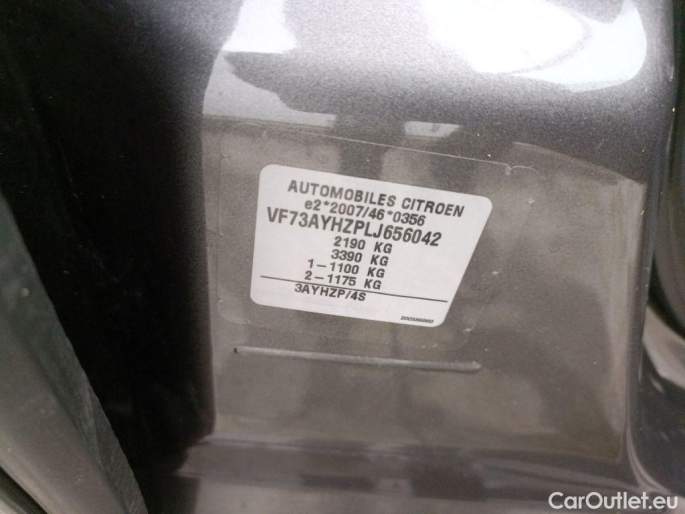 AUTOMOBILES CITROEN
e2*2007/46*0356
VF73AYHZPLJ656042
2190 KG
3390 KG
1-1100 KG
2-1175 KG
3AYHZP/4S
CarOutlet.eu